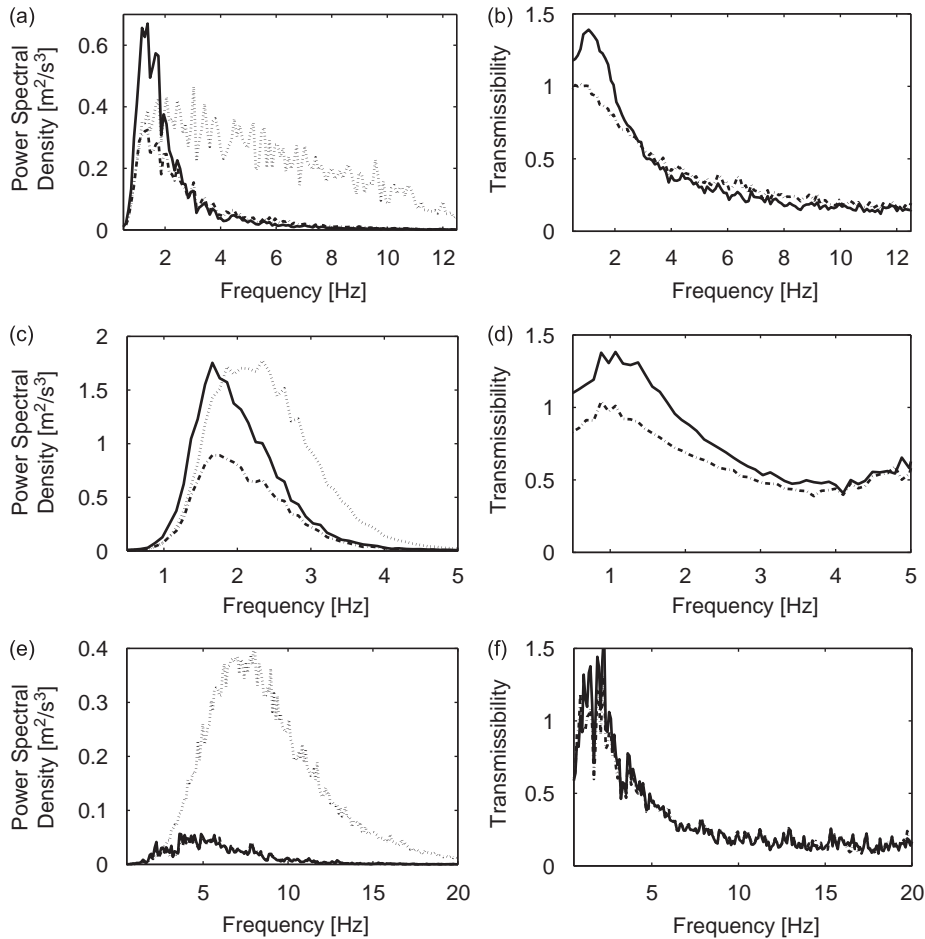 (a)
Power Spectral
Density [m²/s³]
0.6
0.4
0.2
0
2 4 6 8 10 12
Frequency [Hz]
(b)
Transmissibility
1.5
1
0.5
0
2 4 6 8 10 12
Frequency [Hz]
(c)
Power Spectral
Density [m²/s³]
2
1.5
1
0.5
0
1 2 3 4 5
Frequency [Hz]
(d)
Transmissibility
1.5
1
0.5
0
1 2 3 4 5
Frequency [Hz]
(e)
Power Spectral
Density [m²/s³]
0.4
0.3
0.2
0.1
0
5 10 15 20
Frequency [Hz]
(f)
Transmissibility
1.5
1
0.5
0
5 10 15 20
Frequency [Hz]